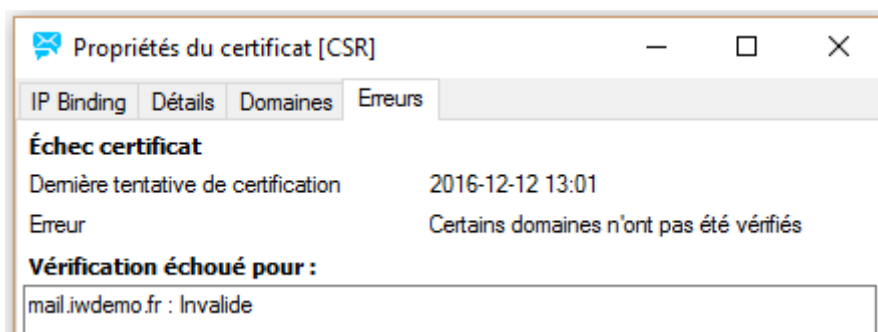 Propriétés du certificat [CSR]
IP Binding Détails Domaines Erreurs
Échec certificat
Dernière tentative de certification 2016-12-12 13:01
Erreur Certains domaines n'ont pas été vérifiés
Vérification échoué pour :
mail.iwdemo.fr : Invalide